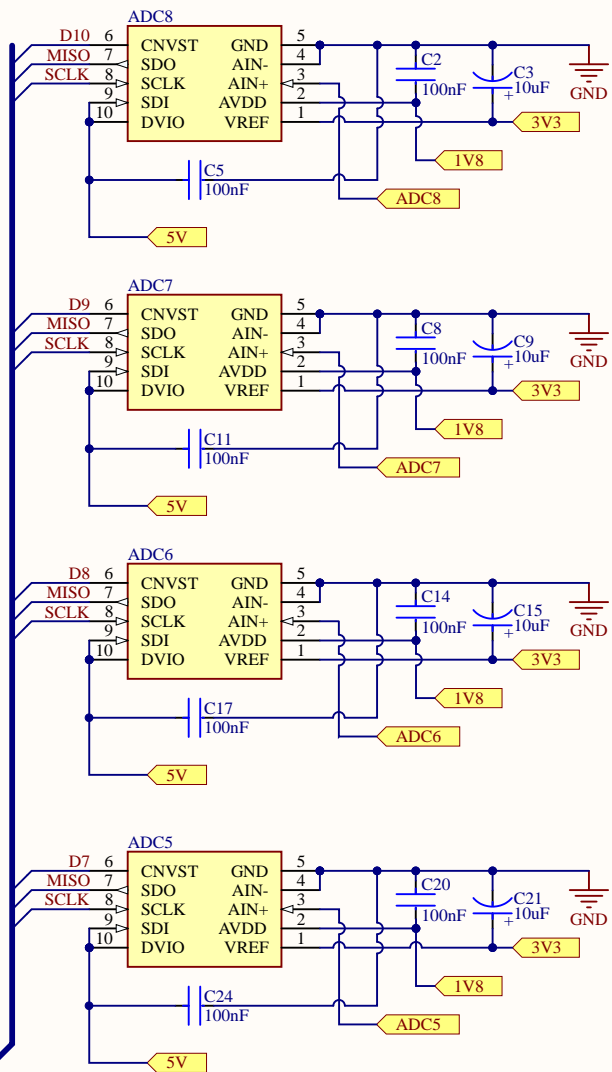 ADC8
D10 6 CNVST GND 5
MISO 7 SDO AIN- 4
SCLK 8 SCLK AIN+ 3
9 SDI AVDD 2
10 DVIO VREF 1
C2
100nF
C3
10uF
GND
3V3
1V8
C5
100nF
ADC8
5V
ADC7
D9 6 CNVST GND 5
MISO 7 SDO AIN- 4
SCLK 8 SCLK AIN+ 3
9 SDI AVDD 2
10 DVIO VREF 1
C8
100nF
C9
10uF
GND
3V3
1V8
C11
100nF
ADC7
5V
ADC6
D8 6 CNVST GND 5
MISO 7 SDO AIN- 4
SCLK 8 SCLK AIN+ 3
9 SDI AVDD 2
10 DVIO VREF 1
C14
100nF
C15
10uF
GND
3V3
1V8
C17
100nF
ADC6
5V
ADC5
D7 6 CNVST GND 5
MISO 7 SDO AIN- 4
SCLK 8 SCLK AIN+ 3
9 SDI AVDD 2
10 DVIO VREF 1
C20
100nF
C21
10uF
GND
3V3
1V8
C24
100nF
ADC5
5V